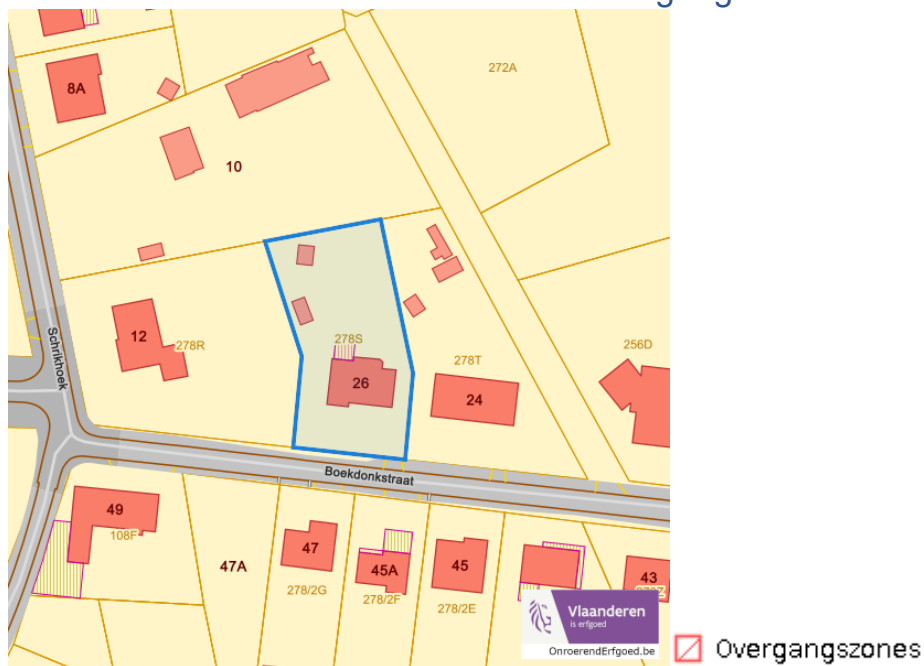 8A
272A
10
Schrikhoek
12
278R
278S
26
278T
24
256D
Boekdonkstraat
49
108F
47A
47
278/2G
45A
278/2F
45
278/2E
43
Vlaanderen
is erfgoed
OnroerendErfgoed.be
Overgangszones